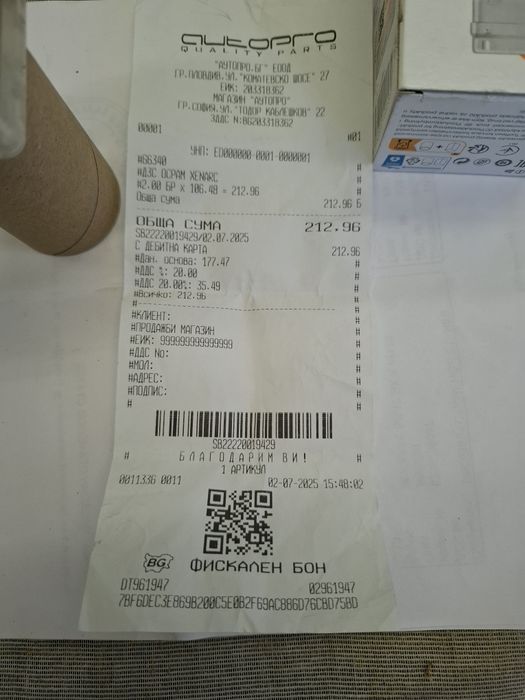 autopro
QUALITY PARTS
"АУТОПРО.БГ" ЕООД
ГР.ПЛОВДИВ.УЛ."КОМАТЕВСКО ШОСЕ" 27
ЕИК: 203318362
МАГАЗИН "АУТОПРО"
ГР.СОФИЯ.УЛ."ТОДОР КАБЛЕШКОВ" 22
ЗДДС N:BG203318362
00001 #01
УНП: ED000000-0001-0000001
#66340 #
#ДЗС ОСРАМ XENARC #
#2.00 БР x 106.48 = 212.96 #
Обща сума 212.96 Б
ОБЩА СУМА 212.96
SB22220019429/02.07.2025
С ДЕБИТНА КАРТА 212.96
#Дан. основа: 177.47 #
#ДДС %: 20.00 #
#ДДС 20.00%: 35.49 #
#Всичко: 212.96 #
#------------------------------------ #
#КЛИЕНТ: #
#ПРОДАЖБИ МАГАЗИН #
#ЕИК: 999999999999999 #
#ДДС No: #
#МОЛ: #
#АДРЕС: #
#ПОДПИС: #
# #
SB22220019429
# БЛАГОДАРИМ ВИ! #
1 АРТИКУЛ
0011336 0011 02-07-2025 15:48:02
BG ФИСКАЛЕН БОН
DT961947 02961947
7BF6DEC3E869B200C5E0B2F69AC886D76CBD758D